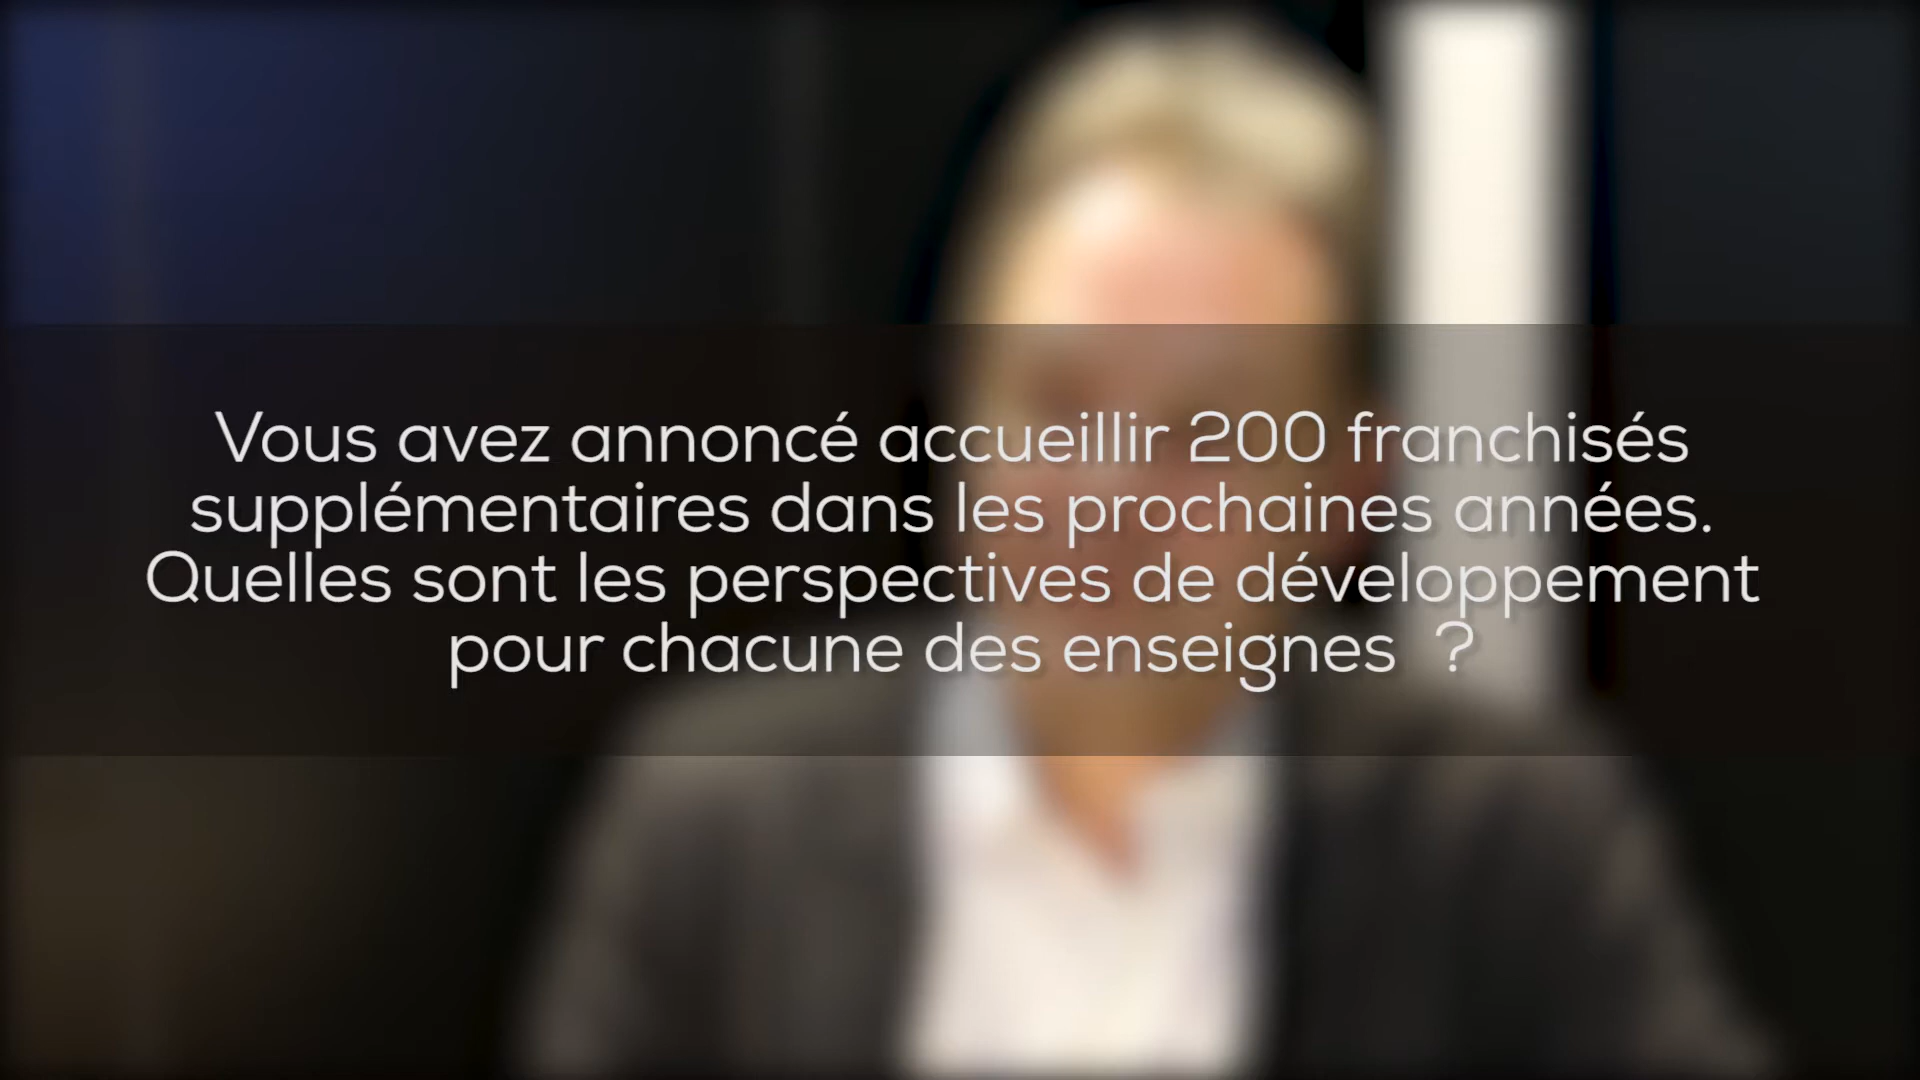 Vous avez annoncé accueillir 200 franchisés
supplémentaires dans les prochaines années.
Quelles sont les perspectives de développement
pour chacune des enseignes  ?